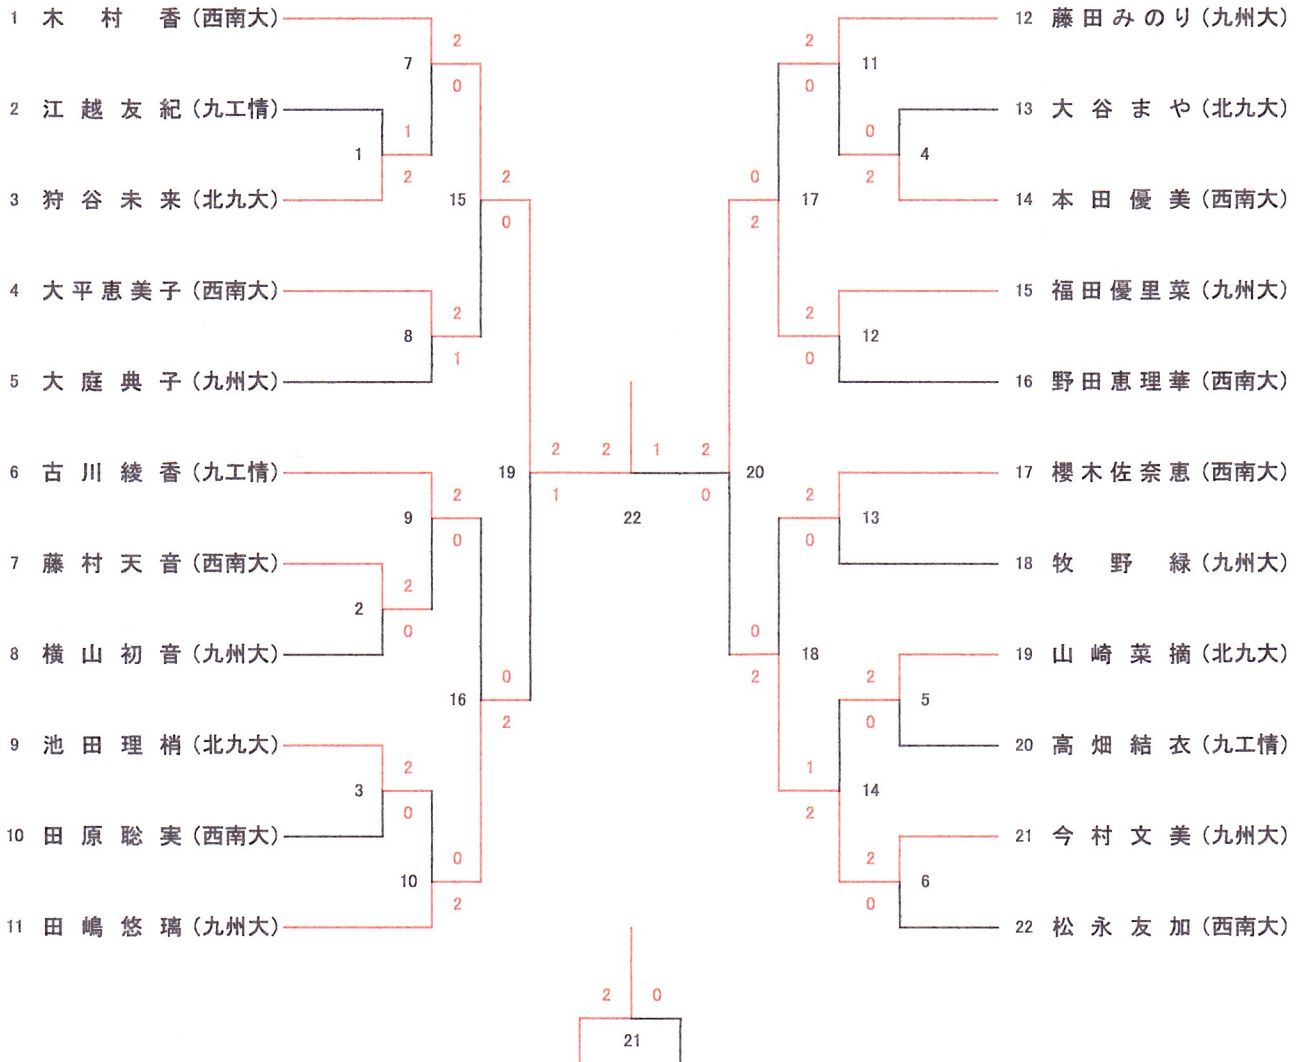 1 木村香（西南大）
2 江越友紀（九工情）
3 狩谷未来（北九大）
4 大平恵美子（西南大）
5 大庭典子（九州大）
6 古川綾香（九工情）
7 藤村天音（西南大）
8 横山初音（九州大）
9 池田理梢（北九大）
10 田原聡実（西南大）
11 田嶋悠璃（九州大）
7
2
0
1
1
2
15
2
0
8
2
1
19
2
1
2
9
2
0
2
2
0
16
0
2
3
2
0
10
0
2
22
1
2
0
20
2
0
11
0
2
4
0
2
17
2
0
12
2
0
13
0
2
18
2
0
5
1
2
14
2
0
6
12 藤田みのり（九州大）
13 大谷まや（北九大）
14 本田優美（西南大）
15 福田優里菜（九州大）
16 野田恵理華（西南大）
17 櫻木佐奈恵（西南大）
18 牧野緑（九州大）
19 山崎菜摘（北九大）
20 高畑結衣（九工情）
21 今村文美（九州大）
22 松永友加（西南大）
2 0
21